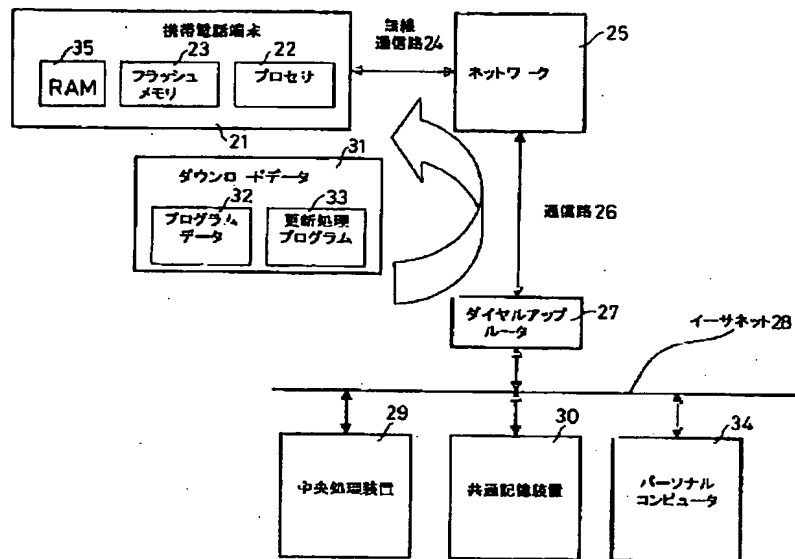 携帯電話端末
35
RAM
23
フラッシュ
メモリ
22
プロセサ
21
無線
通信路24
25
ネットワーク
31
ダウンロードデータ
32
プログラム
データ
33
更新処理
プログラム
通信路26
ダイヤルアップ
ルータ
27
イーサネット28
29
中央処理装置
30
共通記憶装置
34
パーソナル
コンピュータ